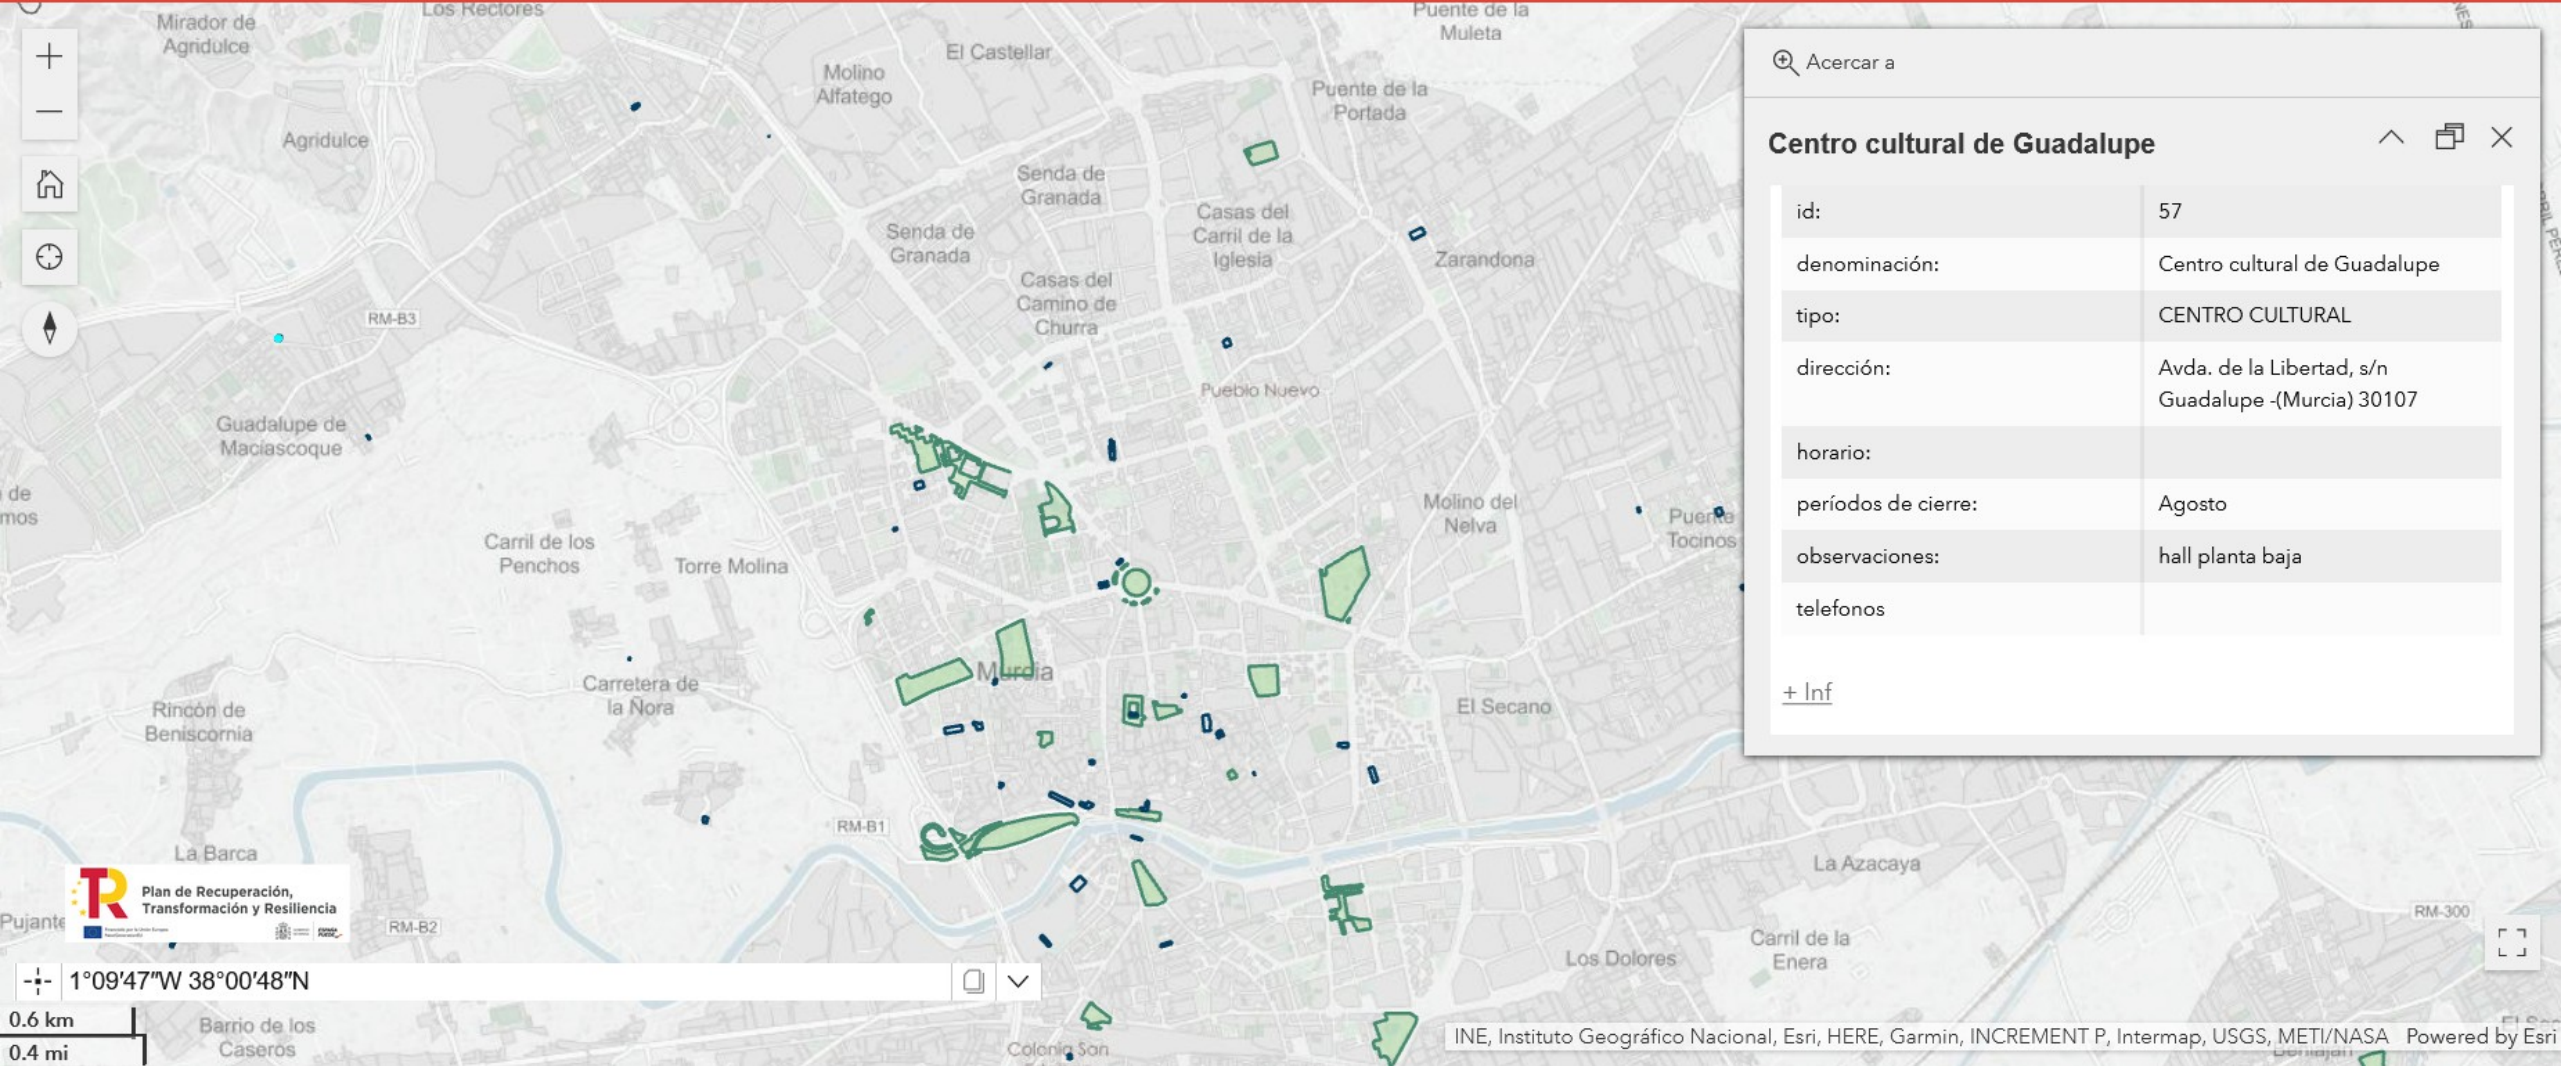 Mirador de
Agridulce
Los Rectores
El Castellar
Puente de la
Muleta
Molino
Alfatego
Puente de la
Portada
Agridulce
Senda de
Granada
Senda de
Granada
Casas del
Carril de la
Iglesia
Zarandona
Casas del
Camino de
Churra
RM-B3
Pueblo Nuevo
Guadalupe de
Maciascoque
de
mos
Carril de los
Penchos
Torre Molina
Molino del
Nelva
Puente
Tocinos
Murcia
Carretera de
la Ñora
El Secano
Rincón de
Beniscornia
RM-B1
La Barca
La Azacaya
Pujante
RM-B2
RM-300
Carril de la
Enera
Los Dolores
Barrio de los
Caseros
Colonia San
Beniaján
Acercar a
Centro cultural de Guadalupe
id: 57
denominación: Centro cultural de Guadalupe
tipo: CENTRO CULTURAL
dirección: Avda. de la Libertad, s/n
Guadalupe -(Murcia) 30107
horario:
períodos de cierre: Agosto
observaciones: hall planta baja
telefonos
+ Inf
Plan de Recuperación,
Transformación y Resiliencia
1°09'47"W 38°00'48"N
0.6 km
0.4 mi
INE, Instituto Geográfico Nacional, Esri, HERE, Garmin, INCREMENT P, Intermap, USGS, METI/NASA Powered by Esri